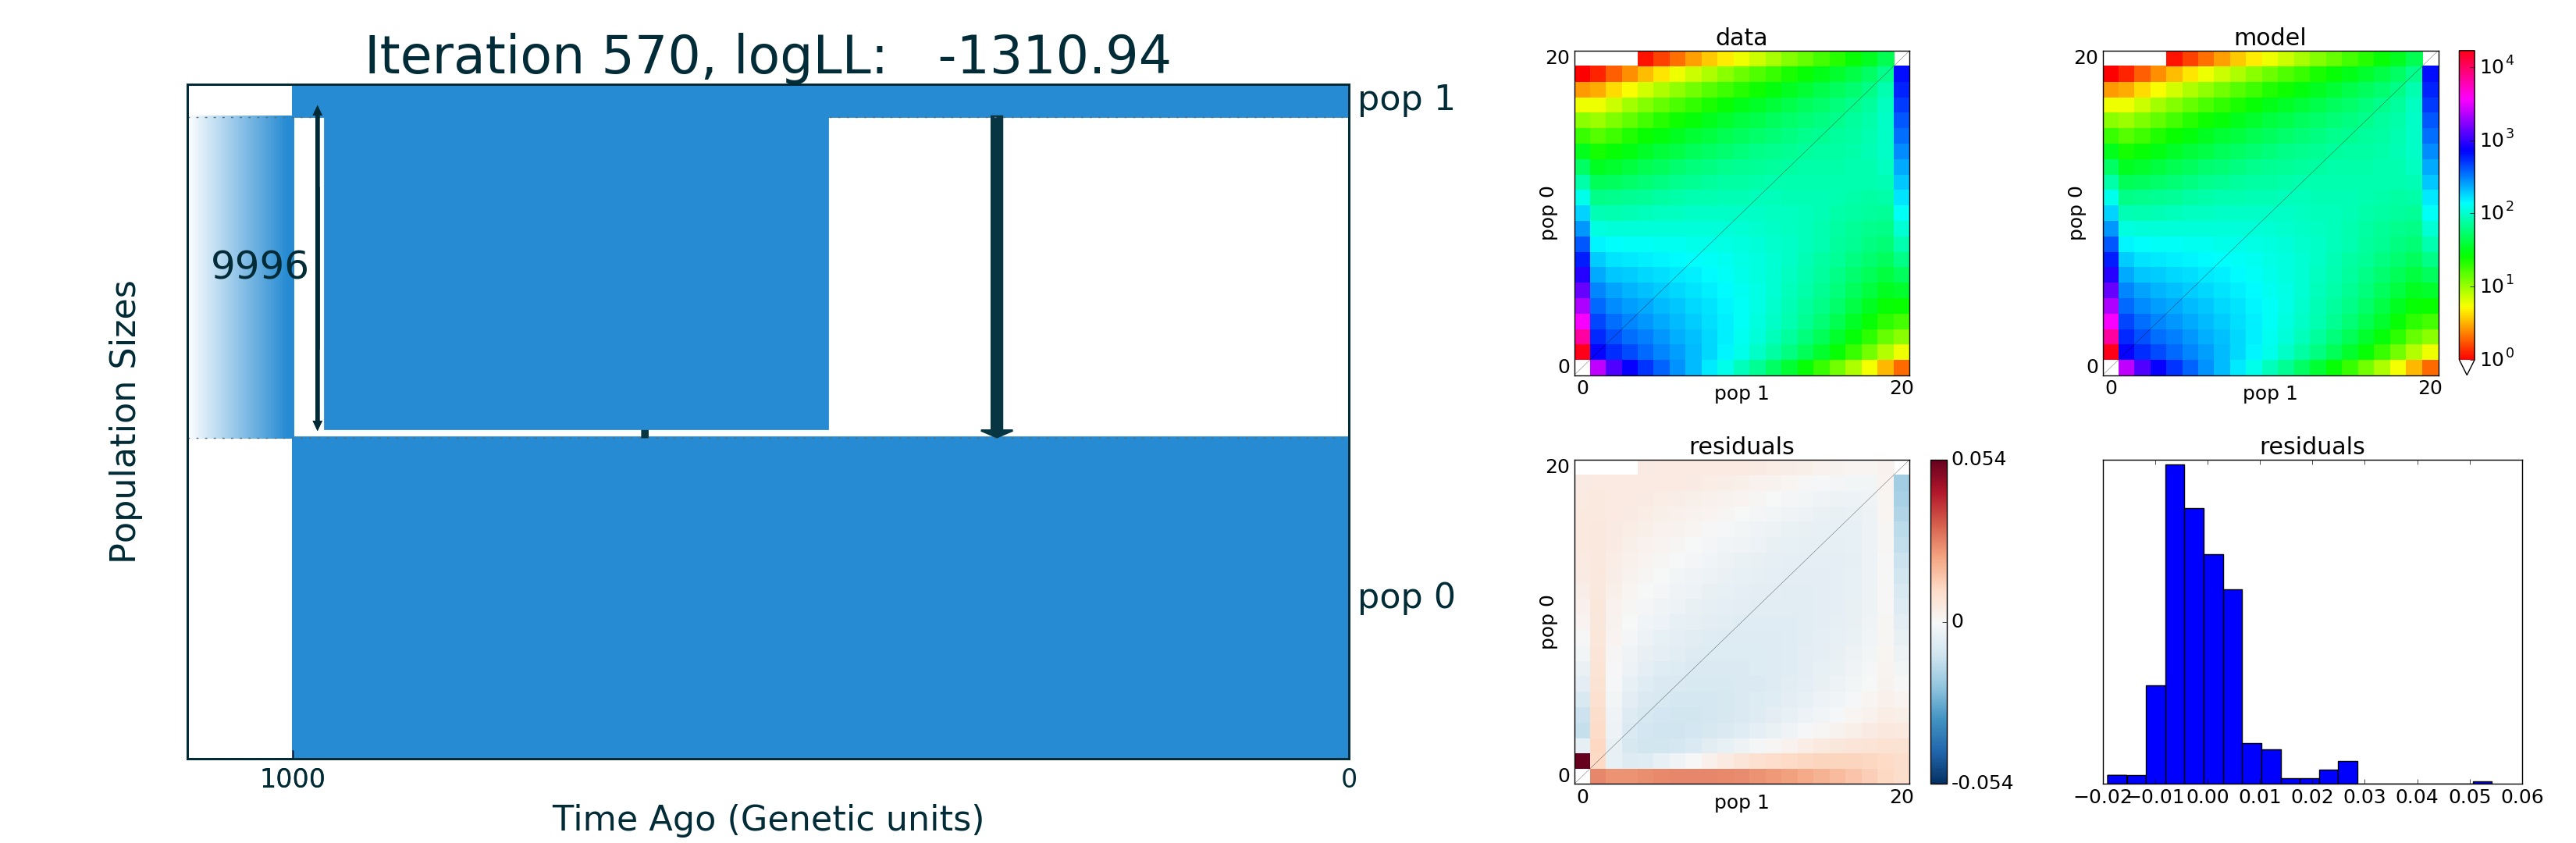 Iteration 570, logLL:   -1310.94
pop 1
9996
Population Sizes
pop 0
1000
0
Time Ago (Genetic units)
data
20
pop 0
0
0
20
pop 1
model
20
pop 0
0
0
20
pop 1
10^4
10^3
10^2
10^1
10^0
residuals
20
pop 0
0
0
20
pop 1
0.054
0
-0.054
residuals
−0.02
−0.01
0.00
0.01
0.02
0.03
0.04
0.05
0.06